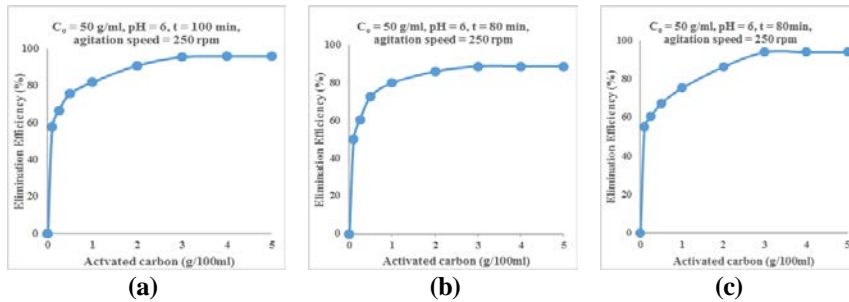 C₀ = 50 g/ml, pH = 6, t = 100 min,
agitation speed = 250 rpm
Elimination Efficiency (%)
100
80
60
40
20
0
0 1 2 3 4 5
Actvated carbon (g/100ml)
(a)
C₀ = 50 g/ml, pH = 6, t = 80 min,
agitation speed = 250 rpm
Elimination Efficiency (%)
100
80
60
40
20
0
0 1 2 3 4 5
Actvated carbon (g/100ml)
(b)
C₀ = 50 g/ml, pH = 6, t = 80min,
agitation speed = 250 rpm
Elimination Efficiency (%)
100
80
60
40
20
0
0 1 2 3 4 5
Actvated carbon (g/100ml)
(c)